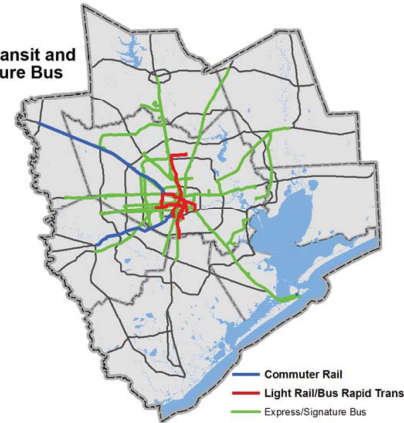 ansit and
ure Bus
Commuter Rail
Light Rail/Bus Rapid Trans
Express/Signature Bus